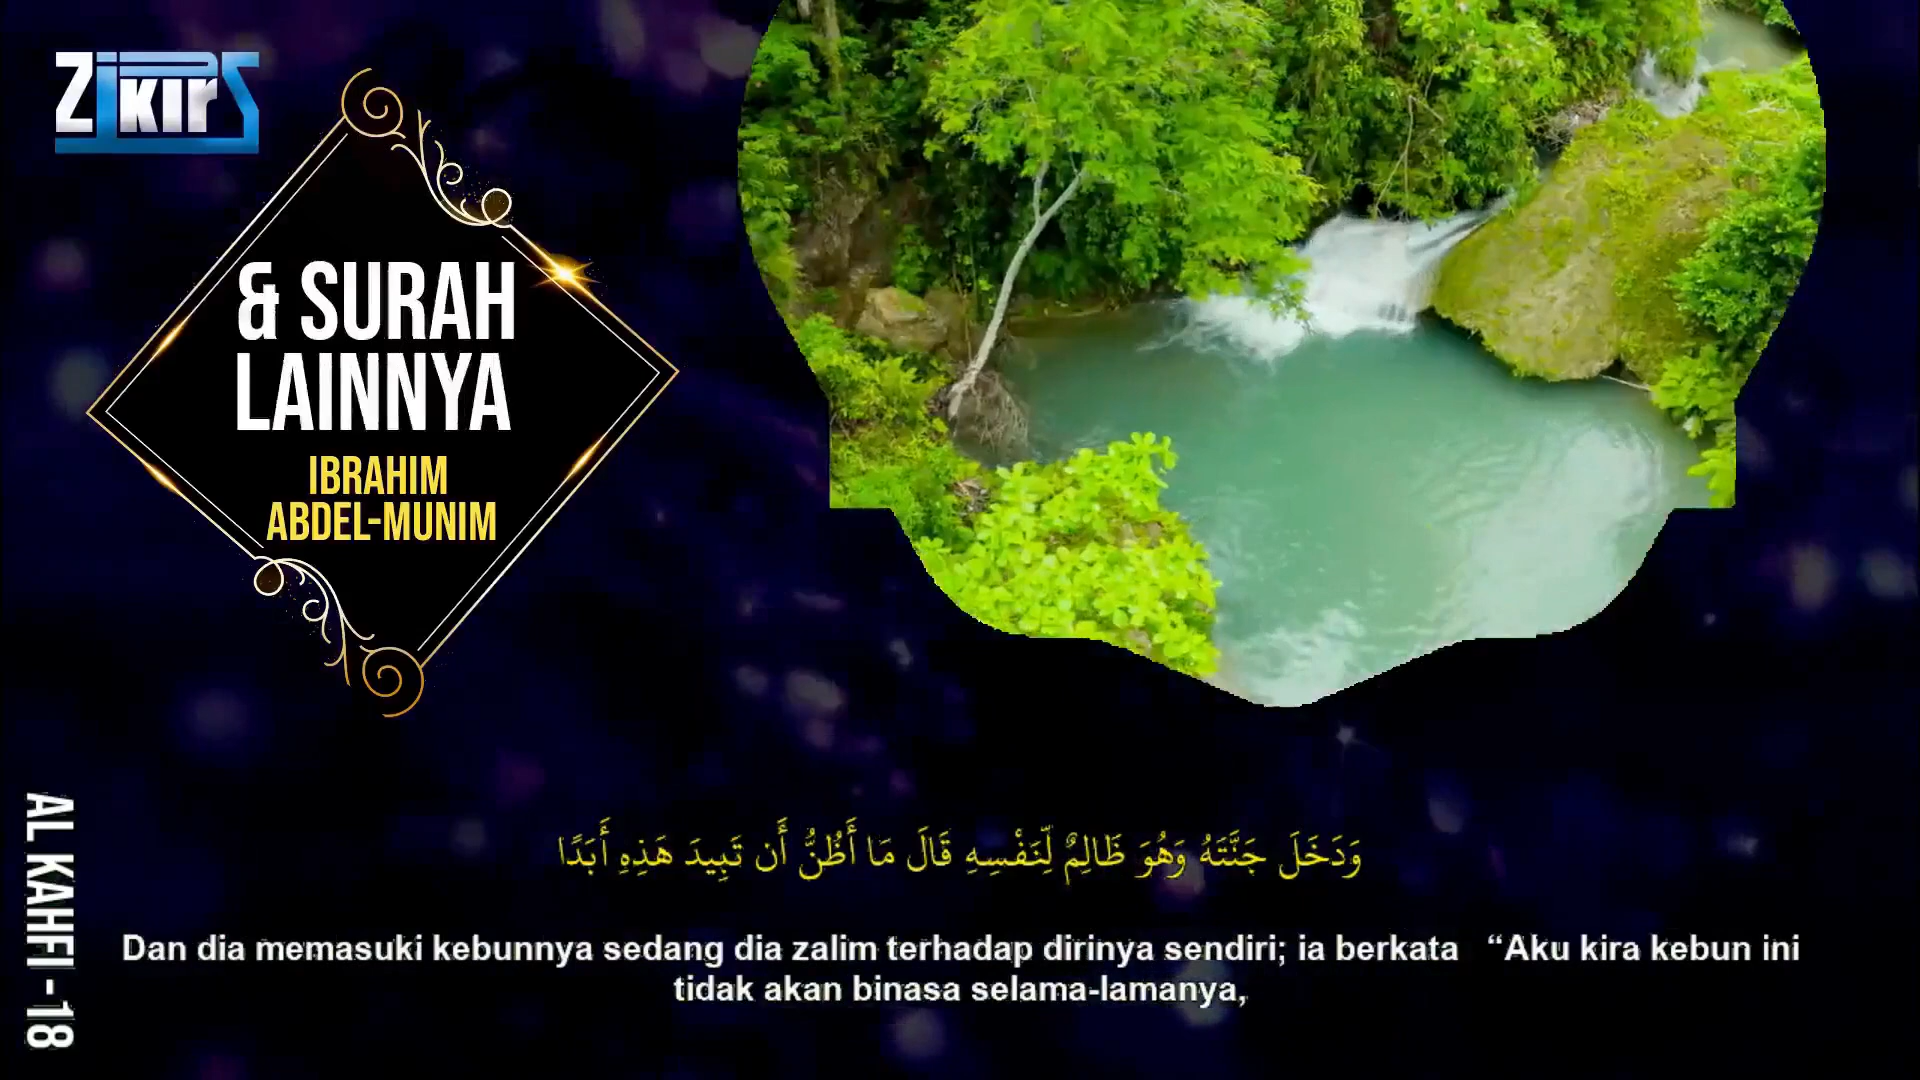 ZikirS
& SURAH
LAINNYA
IBRAHIM
ABDEL-MUNIM
AL KAHFI - 18
وَدَخَلَ جَنَّتَهُ وَهُوَ ظَالِمٌ لِّنَفْسِهِ قَالَ مَا أَظُنُّ أَن تَبِيدَ هَذِهِ أَبَدًا
Dan dia memasuki kebunnya sedang dia zalim terhadap dirinya sendiri; ia berkata “Aku kira kebun ini
tidak akan binasa selama-lamanya,